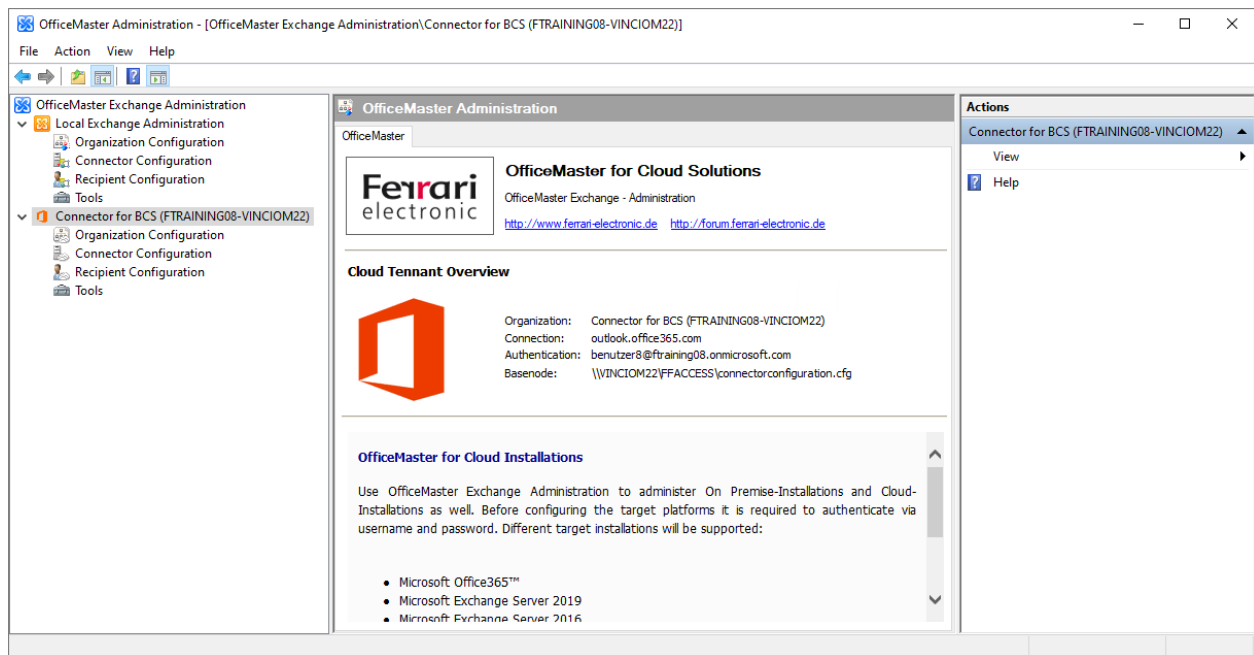 OfficeMaster Administration - [OfficeMaster Exchange Administration\Connector for BCS (FTRAINING08-VINCIOM22)]
File Action View Help
OfficeMaster Exchange Administration
Local Exchange Administration
Organization Configuration
Connector Configuration
Recipient Configuration
Tools
Connector for BCS (FTRAINING08-VINCIOM22)
Organization Configuration
Connector Configuration
Recipient Configuration
Tools
OfficeMaster Administration
OfficeMaster
Ferrari
electronic
OfficeMaster for Cloud Solutions
OfficeMaster Exchange - Administration
http://www.ferrari-electronic.de http://forum.ferrari-electronic.de
Cloud Tennant Overview
Organization: Connector for BCS (FTRAINING08-VINCIOM22)
Connection: outlook.office365.com
Authentication: benutzer8@ftraining08.onmicrosoft.com
Basenode: \\VINCIOM22\FFACCESS\connectorconfiguration.cfg
OfficeMaster for Cloud Installations
Use OfficeMaster Exchange Administration to administer On Premise-Installations and Cloud-
Installations as well. Before configuring the target platforms it is required to authenticate via
username and password. Different target installations will be supported:
• Microsoft Office365™
• Microsoft Exchange Server 2019
• Microsoft Exchange Server 2016
Actions
Connector for BCS (FTRAINING08-VINCIOM22)
View
Help